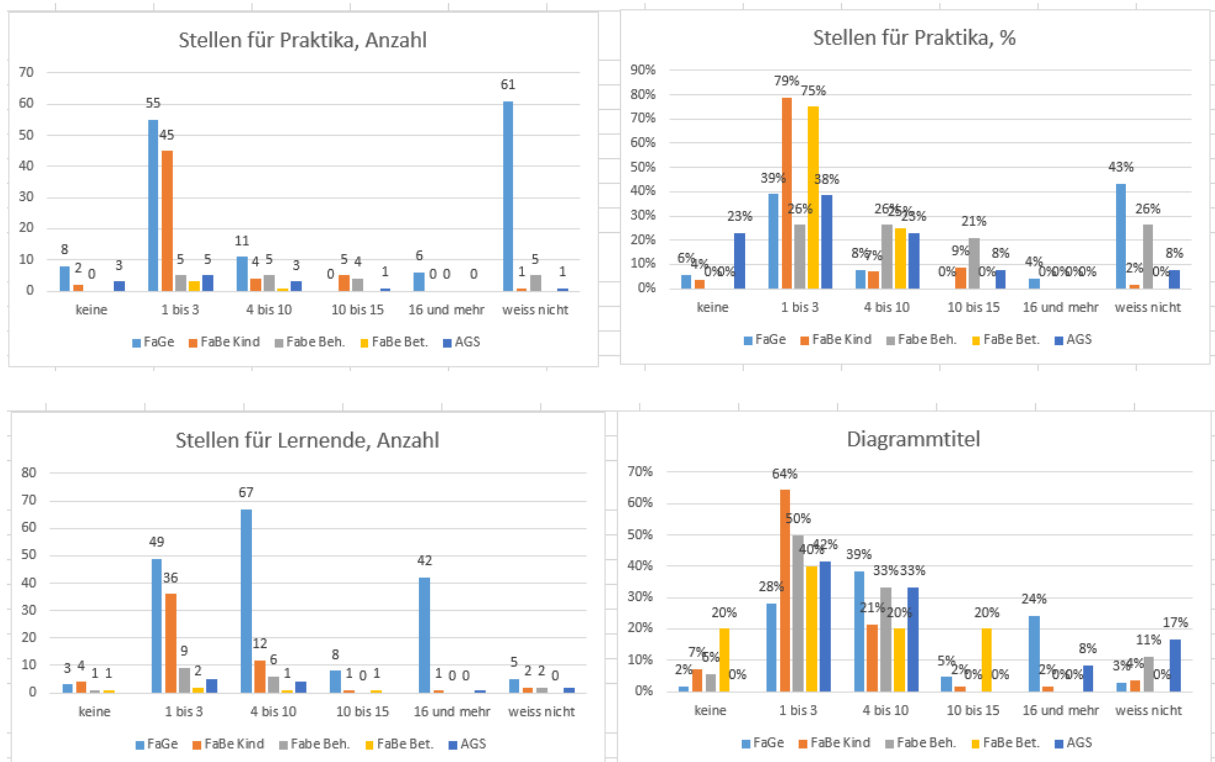 Stellen für Praktika, Anzahl
70
60
50
40
30
20
10
0
8 2 0 3
55 45 5 5
11 4 5 3
0 5 4 1
6 0 0 0
61 1 5 1
keine 1 bis 3 4 bis 10 10 bis 15 16 und mehr weiss nicht
FaGe FaBe Kind Fabe Beh. FaBe Bet. AGS
Stellen für Praktika, %
90%
80%
70%
60%
50%
40%
30%
20%
10%
0%
6% 4% 0% 0% 23%
39% 79% 26% 75% 38%
8% 7% 26% 25% 23%
0% 9% 21% 0% 8%
4% 0% 0% 0% 0%
43% 2% 26% 0% 8%
keine 1 bis 3 4 bis 10 10 bis 15 16 und mehr weiss nicht
FaGe FaBe Kind Fabe Beh. FaBe Bet. AGS
Stellen für Lernende, Anzahl
80
70
60
50
40
30
20
10
0
3 4 1 1
49 36 9 2
67 12 6 1
8 1 0 1
42 1 0 0
5 2 2 0
keine 1 bis 3 4 bis 10 10 bis 15 16 und mehr weiss nicht
FaGe FaBe Kind Fabe Beh. FaBe Bet. AGS
Diagrammtitel
70%
60%
50%
40%
30%
20%
10%
0%
2% 7% 6% 20% 0%
28% 64% 50% 40% 42%
39% 21% 33% 20% 33%
5% 2% 0% 20% 0%
24% 2% 0% 0% 8%
3% 4% 11% 0% 17%
keine 1 bis 3 4 bis 10 10 bis 15 16 und mehr weiss nicht
FaGe FaBe Kind Fabe Beh. FaBe Bet. AGS